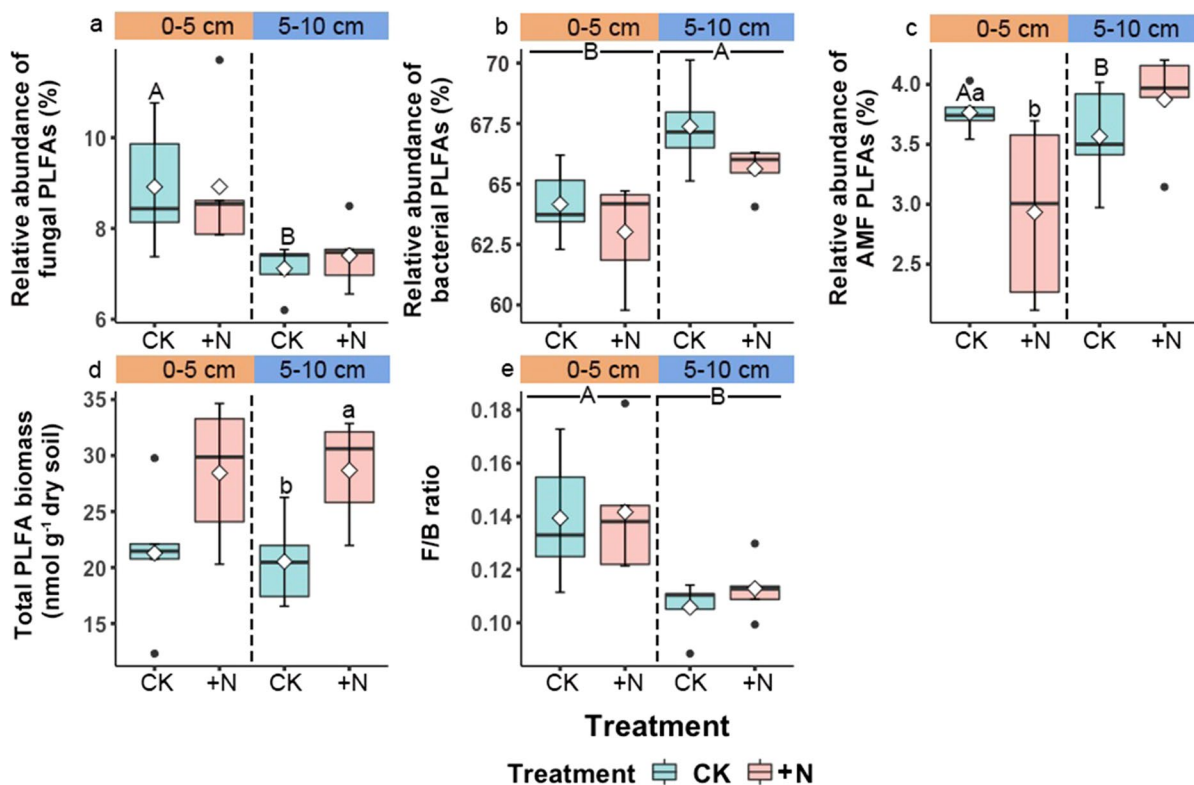 a
0-5 cm
5-10 cm
Relative abundance of
fungal PLFAs (%)
10
8
6
A
B
CK
+N
CK
+N
b
0-5 cm
5-10 cm
Relative abundance of
bacterial PLFAs (%)
70
67.5
65
62.5
60
B
A
CK
+N
CK
+N
c
0-5 cm
5-10 cm
Relative abundance of
AMF PLFAs (%)
4.0
3.5
3.0
2.5
Aa
b
B
CK
+N
CK
+N
d
0-5 cm
5-10 cm
Total PLFA biomass
(nmol g⁻¹ dry soil)
35
30
25
20
15
b
a
CK
+N
CK
+N
e
0-5 cm
5-10 cm
F/B ratio
0.18
0.16
0.14
0.12
0.10
A
B
CK
+N
CK
+N
Treatment
Treatment CK +N